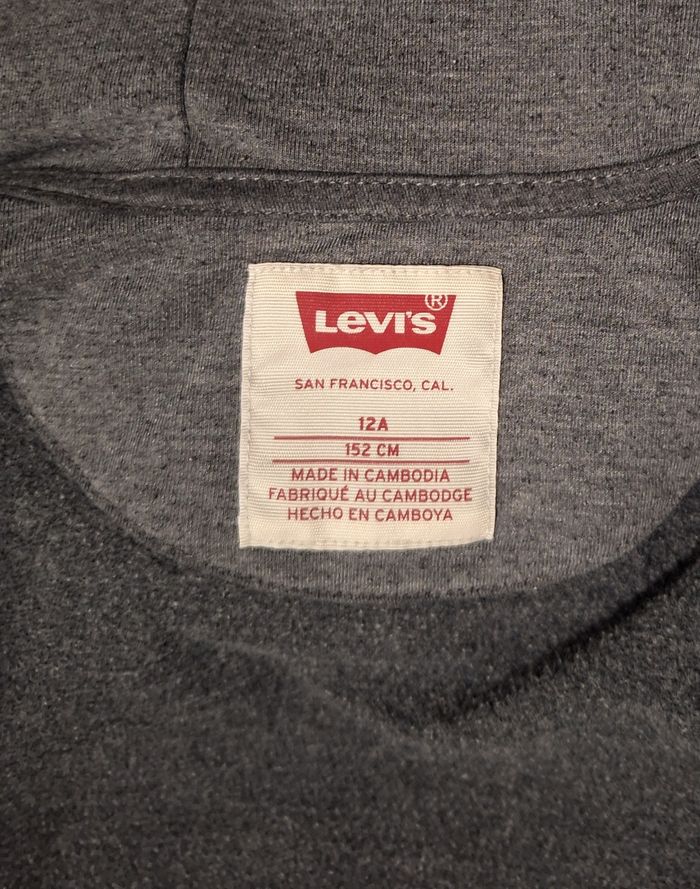 LEVI'S®
SAN FRANCISCO, CAL.
12A
152 CM
MADE IN CAMBODIA
FABRIQUÉ AU CAMBODGE
HECHO EN CAMBOYA